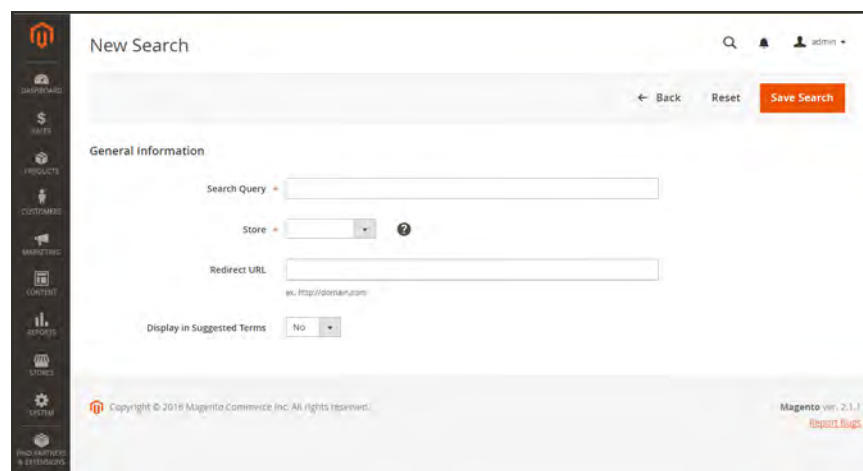 New Search
admin
DASHBOARD
SALES
PRODUCTS
CUSTOMERS
MARKETING
CONTENT
REPORTS
STORES
SYSTEM
FIND PARTNERS
& EXTENSIONS
← Back Reset Save Search
General Information
Search Query *
Store * ?
Redirect URL
ex. http://domain.com
Display in Suggested Terms No
Copyright © 2016 Magento Commerce Inc. All rights reserved.
Magento ver. 2.1.1
Report Bugs